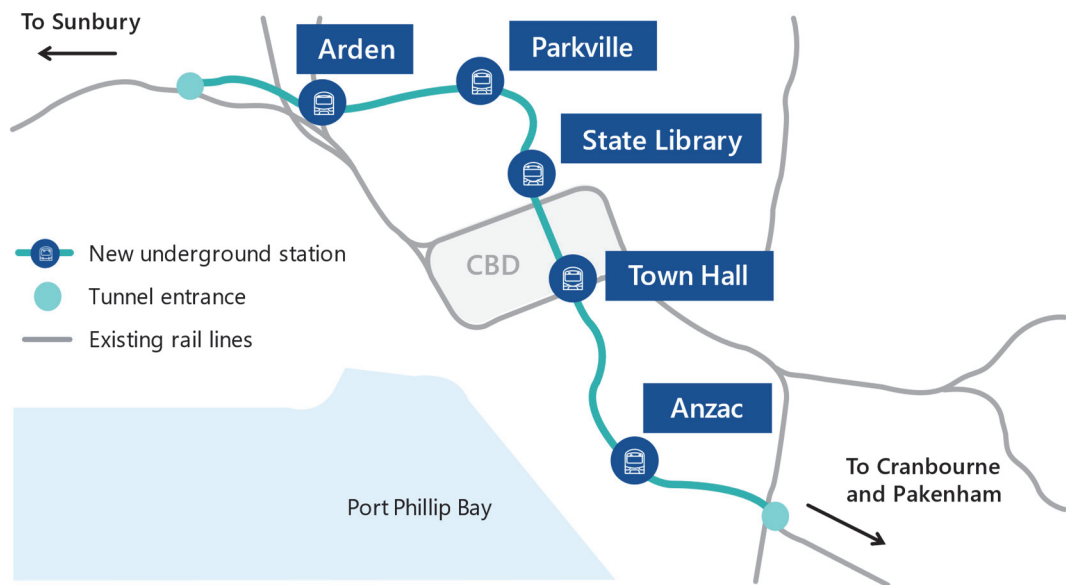 To Sunbury
Arden
Parkville
State Library
CBD
Town Hall
New underground station
Tunnel entrance
Existing rail lines
Anzac
To Cranbourne
and Pakenham
Port Phillip Bay